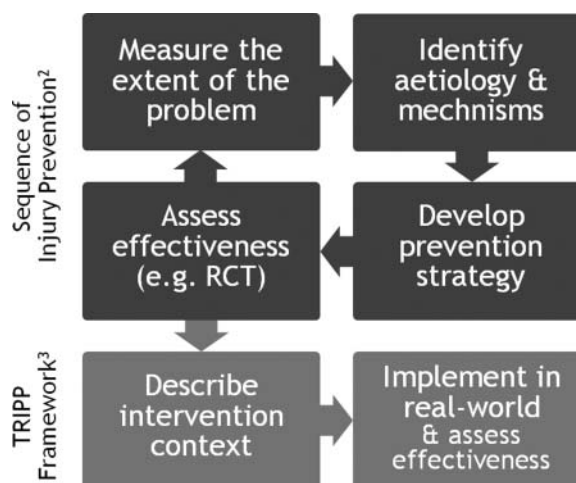 Sequence of
Injury Prevention²
Measure the
extent of the
problem
Identify
aetiology &
mechnisms
Assess
effectiveness
(e.g. RCT)
Develop
prevention
strategy
TRIPP
Framework³
Describe
intervention
context
Implement in
real-world
& assess
effectiveness